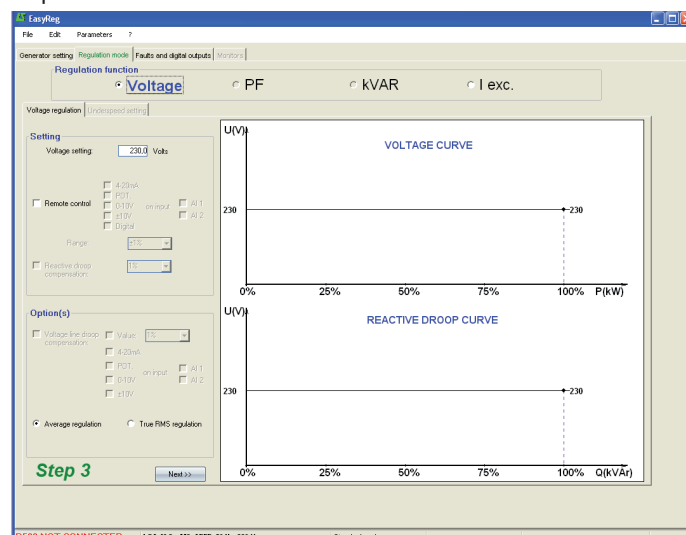 EasyReg
File Edit Parameters ?
Generator setting Regulation mode Faults and digital outputs Monitors
Regulation function
Voltage PF kVAR I exc.
Voltage regulation Underspeed setting
Setting
Voltage setting: 230,0 Volts
Remote control
4-20mA
POT.
0-10V on input AI 1
±10V AI 2
Digital
Range ±1%
Reactive droop compensation: 1%
Option(s)
Voltage line droop compensation: Value: 1%
4-20mA
POT.
0-10V on input AI 1
±10V AI 2
Average regulation True RMS regulation
Step 3 Next >>
U(V)
VOLTAGE CURVE
230 230
0% 25% 50% 75% 100% P(kW)
U(V)
REACTIVE DROOP CURVE
230 230
0% 25% 50% 75% 100% Q(kVAr)
NOT CONNECTED